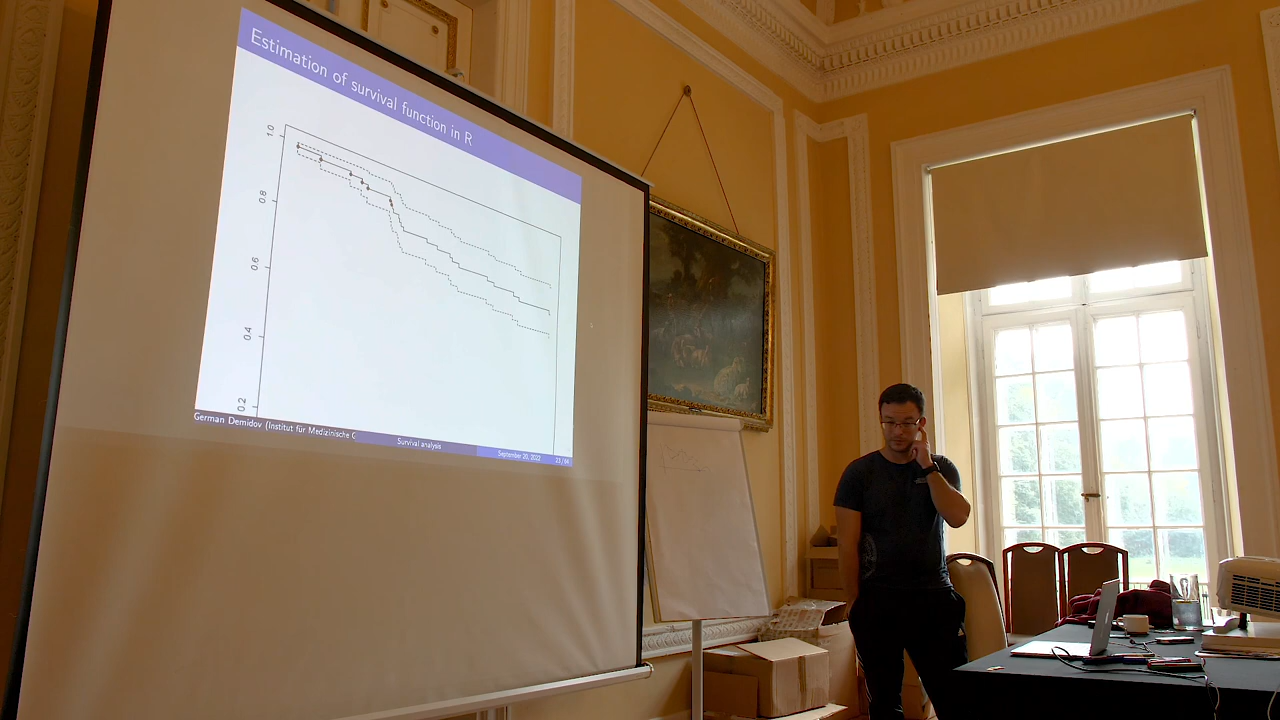 Estimation of survival function in R
1.0
0.8
0.6
0.4
0.2
German Demidov (Institut für Medizinische G
Survival analysis
September 20, 2022
23 /